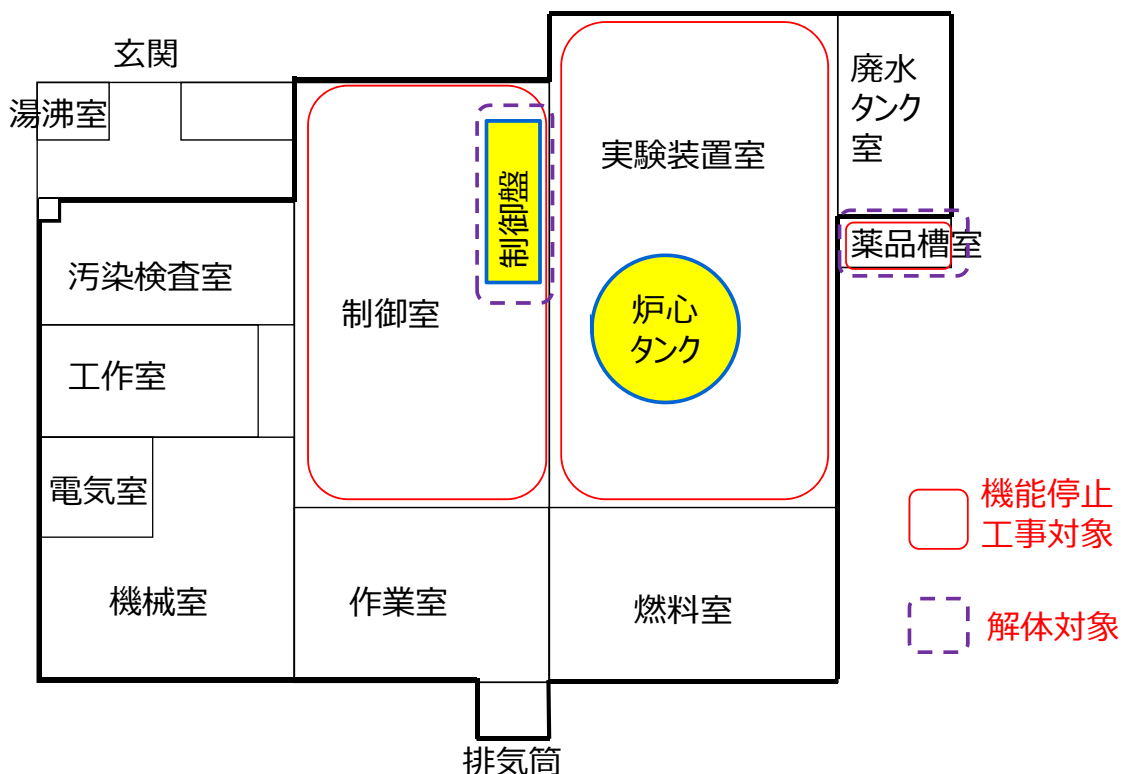 玄関
湯沸室
廃水
タンク
室
実験装置室
制御盤
薬品槽室
汚染検査室
制御室
炉心
タンク
工作室
電気室
機能停止
工事対象
機械室
作業室
燃料室
解体対象
排気筒